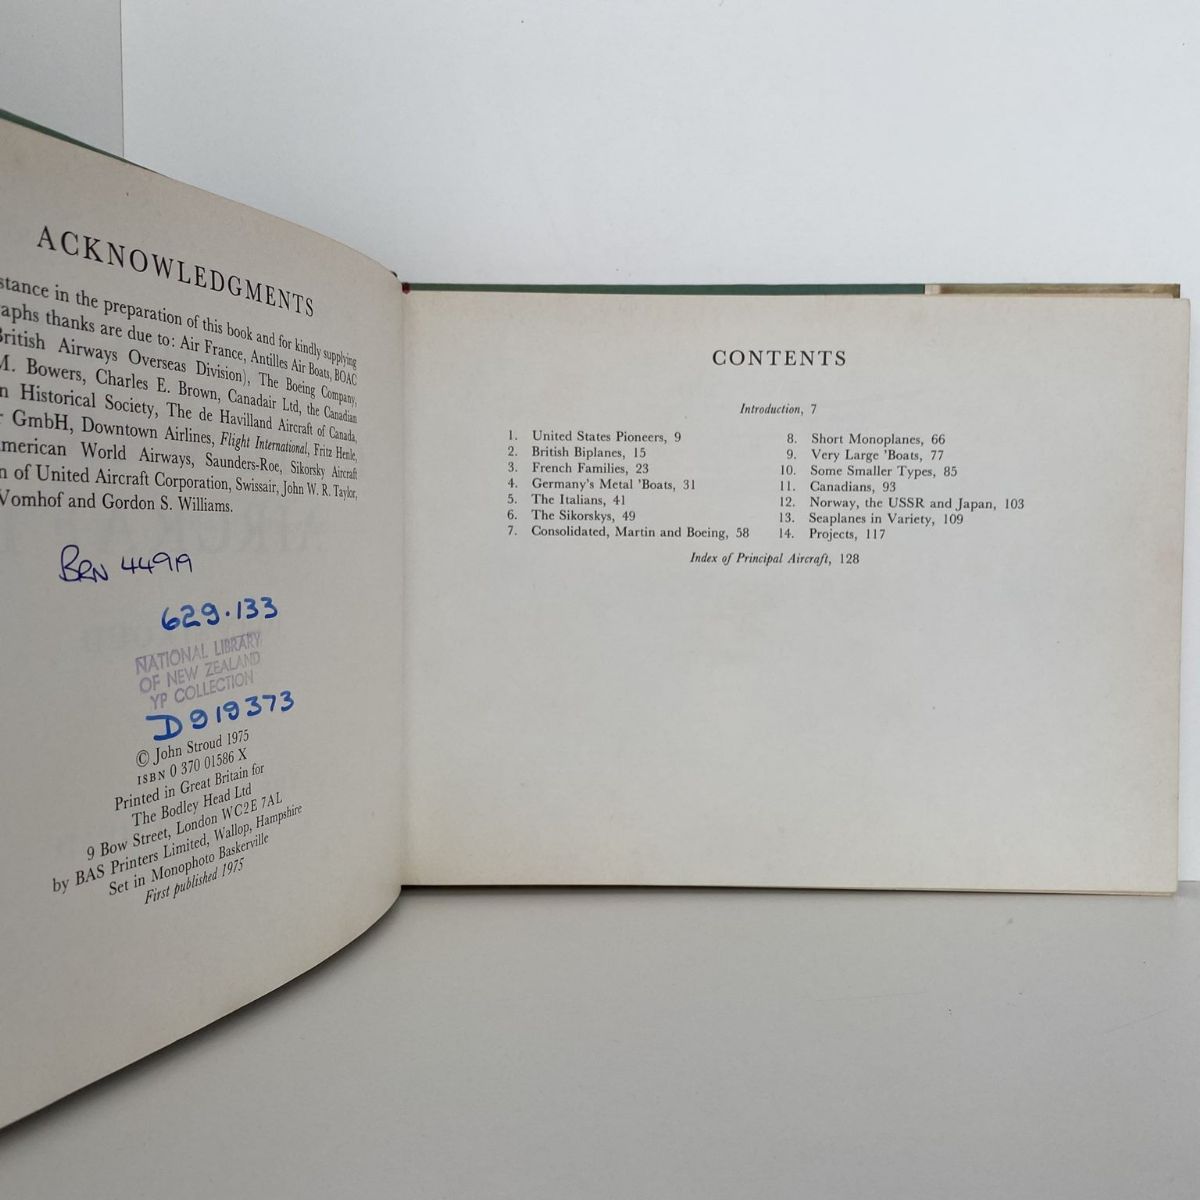 ACKNOWLEDGMENTS
in the preparation of this book and for kindly supplying
thanks are due to: Air France, Antilles Air Boats, BOAC
British Airways Overseas Division), The Boeing Company,
M. Bowers, Charles E. Brown, Canadair Ltd, the Canadian
Historical Society, The de Havilland Aircraft of Canada,
GmbH, Downtown Airlines, Flight International, Fritz Henle,
American World Airways, Saunders-Roe, Sikorsky Aircraft
of United Aircraft Corporation, Swissair, John W. R. Taylor,
Vomhof and Gordon S. Williams.
BRN 44919
629.133
NATIONAL LIBRARY
OF NEW ZEALAND
YP COLLECTION
D919373
© John Stroud 1975
ISBN 0 370 01586 X
Printed in Great Britain for
The Bodley Head Ltd
9 Bow Street, London WC2E 7AL
by BAS Printers Limited, Wallop, Hampshire
Set in Monophoto Baskerville
First published 1975
CONTENTS
Introduction, 7
1. United States Pioneers, 9
2. British Biplanes, 15
3. French Families, 23
4. Germany's Metal 'Boats, 31
5. The Italians, 41
6. The Sikorskys, 49
7. Consolidated, Martin and Boeing, 58
8. Short Monoplanes, 66
9. Very Large 'Boats, 77
10. Some Smaller Types, 85
11. Canadians, 93
12. Norway, the USSR and Japan, 103
13. Seaplanes in Variety, 109
14. Projects, 117
Index of Principal Aircraft, 128